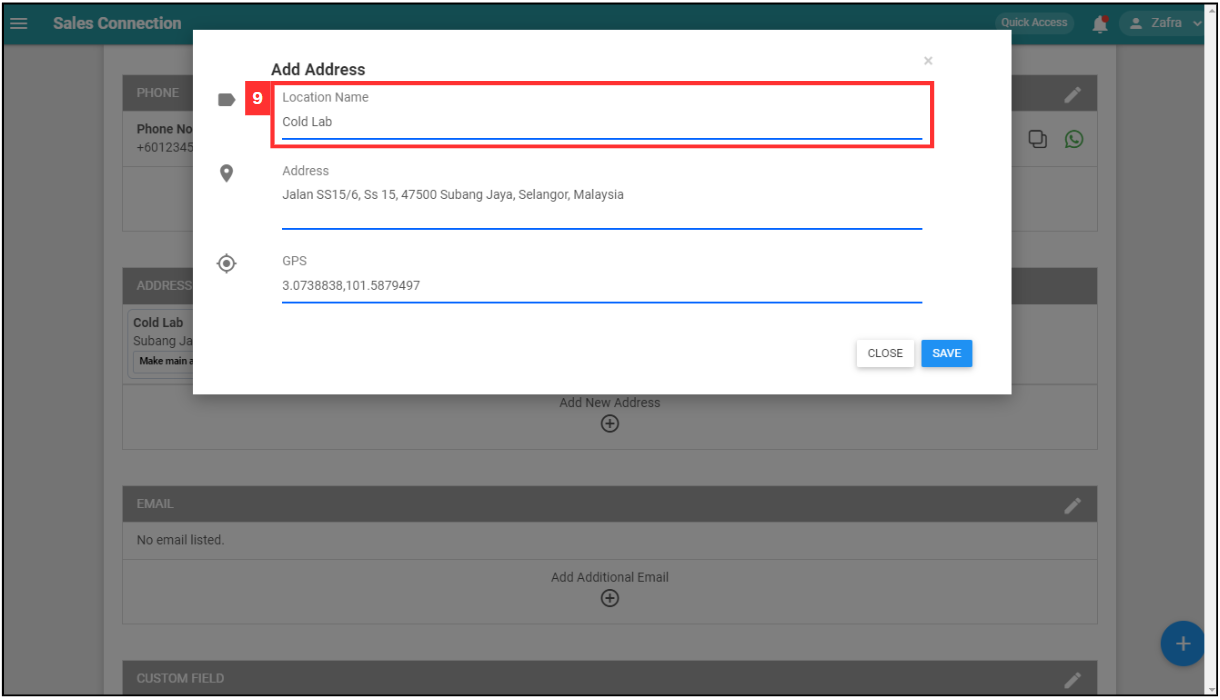 Sales Connection
Quick Access
Zafra
Add Address
×
PHONE
9
Location Name
Cold Lab
Phone No
+6012345
Address
Jalan SS15/6, Ss 15, 47500 Subang Jaya, Selangor, Malaysia
GPS
3.0738838,101.5879497
ADDRESS
Cold Lab
Subang Ja
Make main a
CLOSE
SAVE
Add New Address
EMAIL
No email listed.
Add Additional Email
CUSTOM FIELD